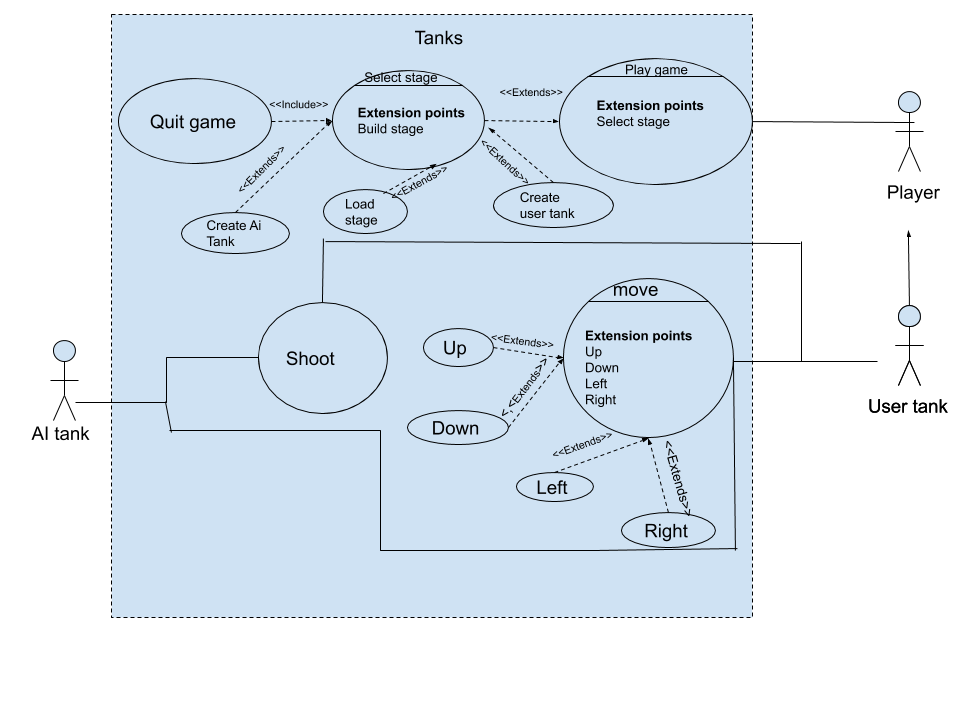 Tanks
Quit game
<<Include>>
Select stage
Extension points
Build stage
<<Extends>>
Play game
Extension points
Select stage
Player
<<Extends>>
Create Ai
Tank
<<Extends>>
Load
stage
<<Extends>>
Create
user tank
Shoot
AI tank
Up
<<Extends>>
Down
<<Extends>>
move
Extension points
Up
Down
Left
Right
User tank
<<Extends>>
Left
<<Extends>>
Right